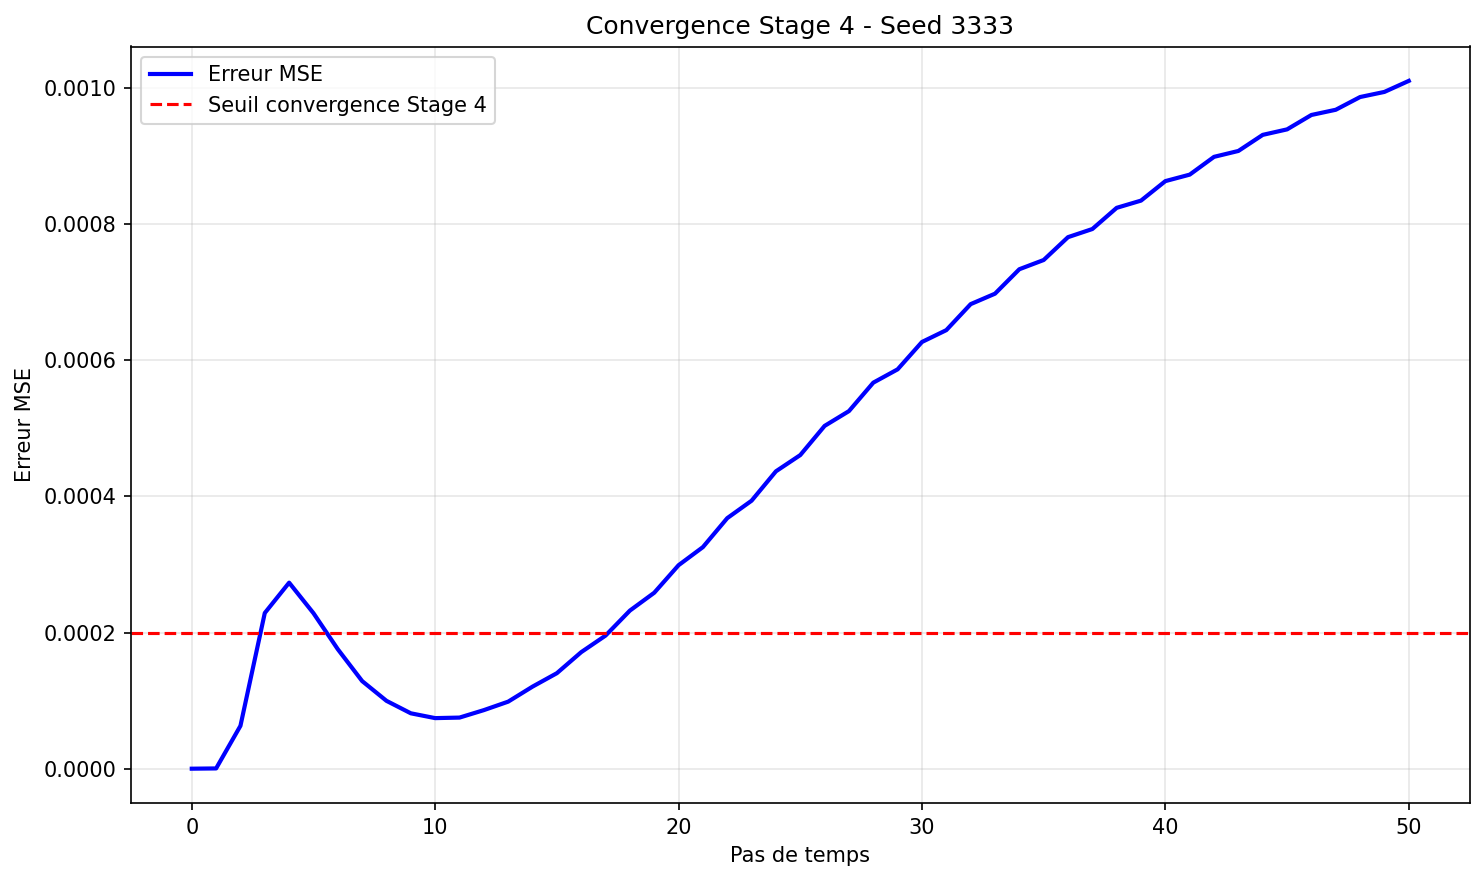 Convergence Stage 4 - Seed 3333
Erreur MSE
Seuil convergence Stage 4
0.0010
0.0008
0.0006
0.0004
0.0002
0.0000
Erreur MSE
0 10 20 30 40 50
Pas de temps